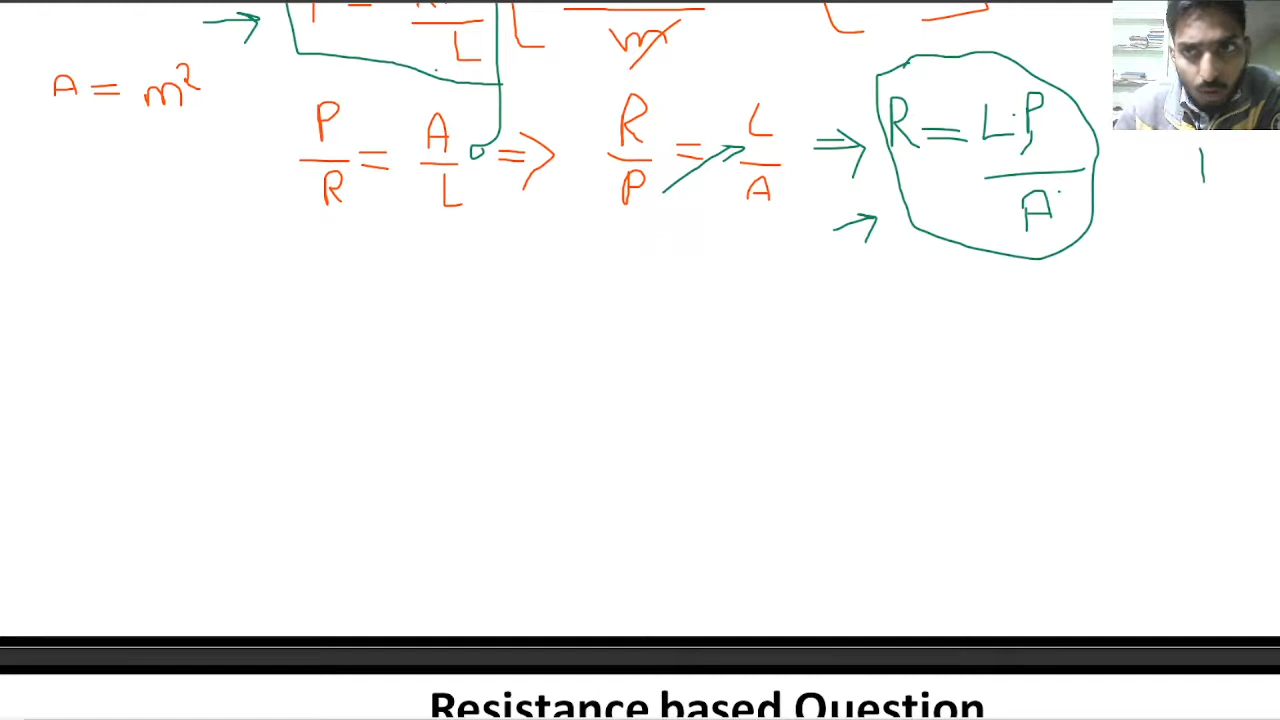 L m
A = m²
P/R = A/L => R/P = L/A => R = L.P/A
Resistance based Question